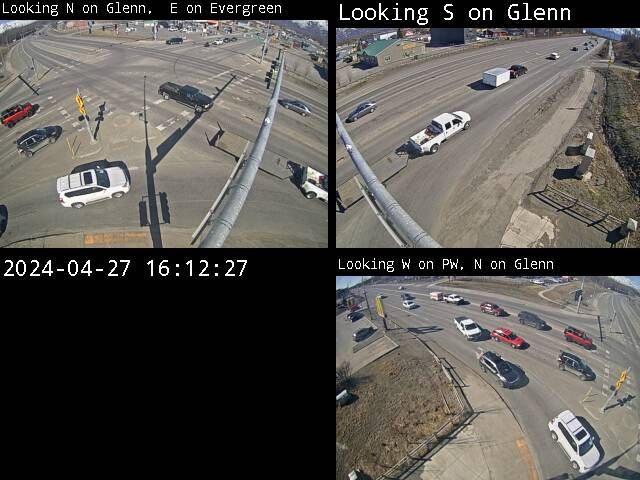 Looking N on Glenn,  E on Evergreen
Looking S on Glenn
2024-04-27 16:12:27
Looking W on PW, N on Glenn